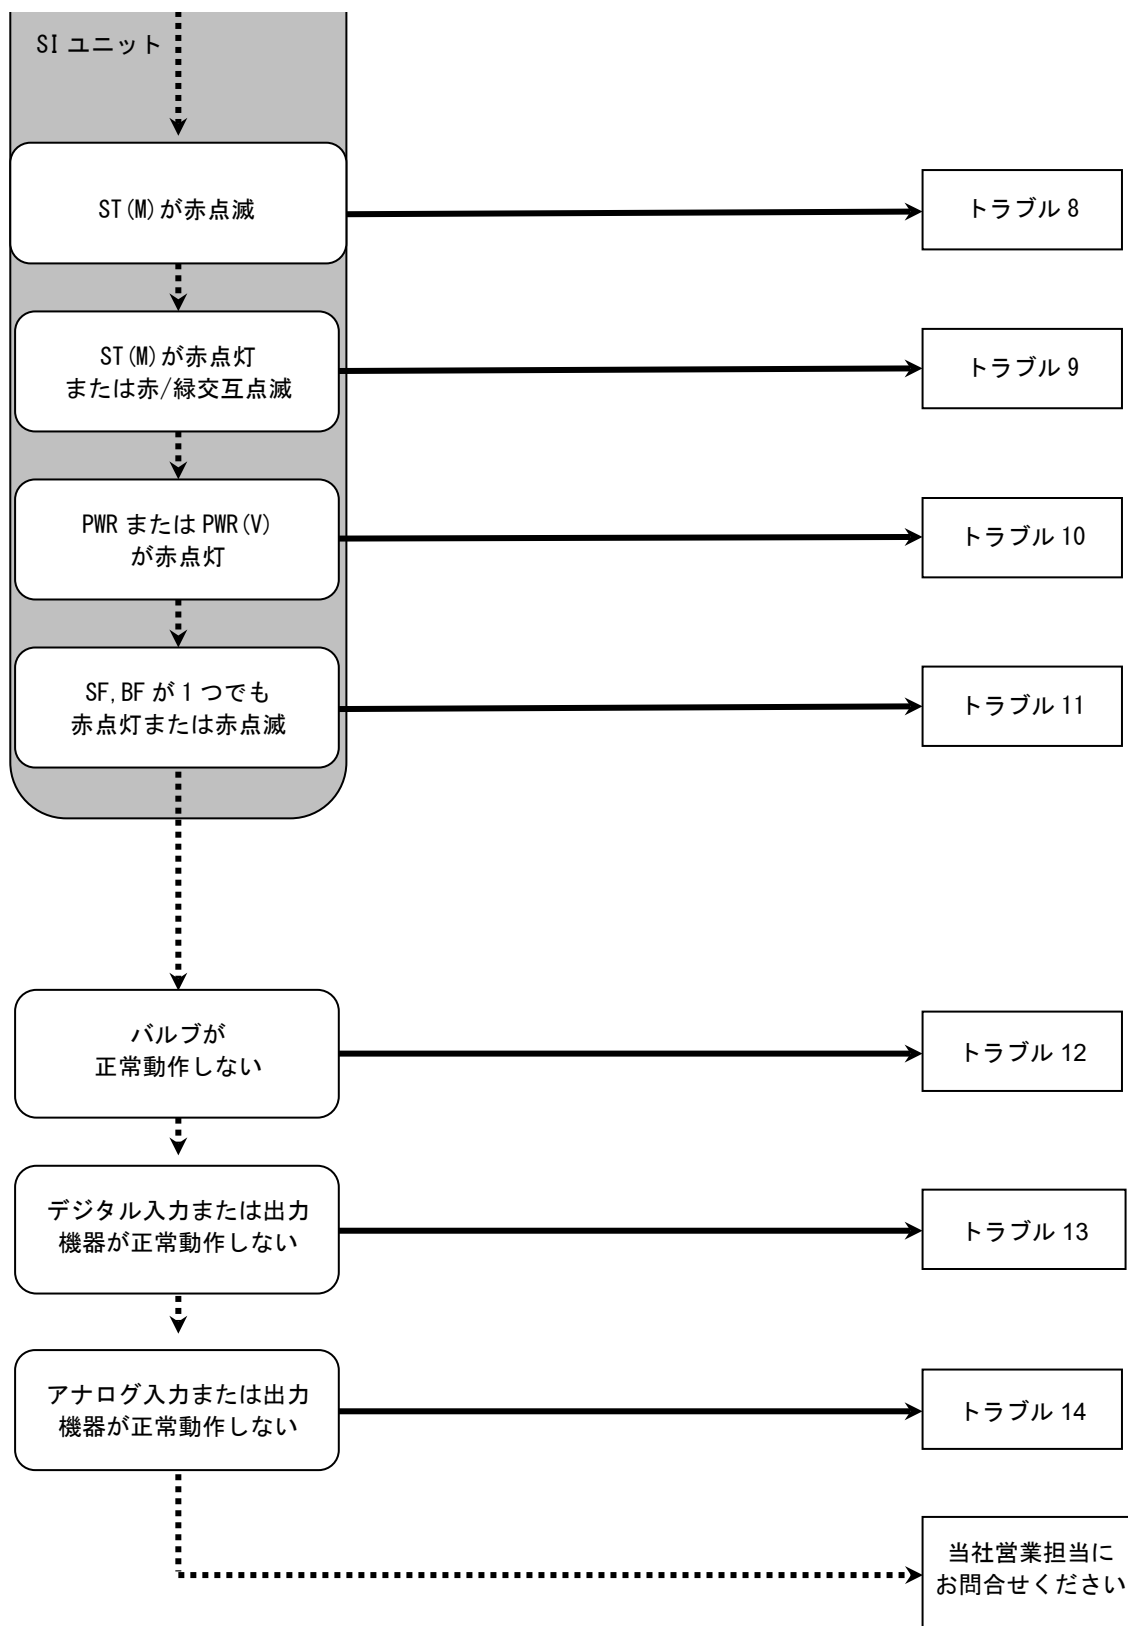 SI ユニット
ST(M)が赤点滅
トラブル 8
ST(M)が赤点灯
または赤/緑交互点滅
トラブル 9
PWR または PWR(V)
が赤点灯
トラブル 10
SF,BF が 1 つでも
赤点灯または赤点滅
トラブル 11
バルブが
正常動作しない
トラブル 12
デジタル入力または出力
機器が正常動作しない
トラブル 13
アナログ入力または出力
機器が正常動作しない
トラブル 14
当社営業担当に
お問合せください